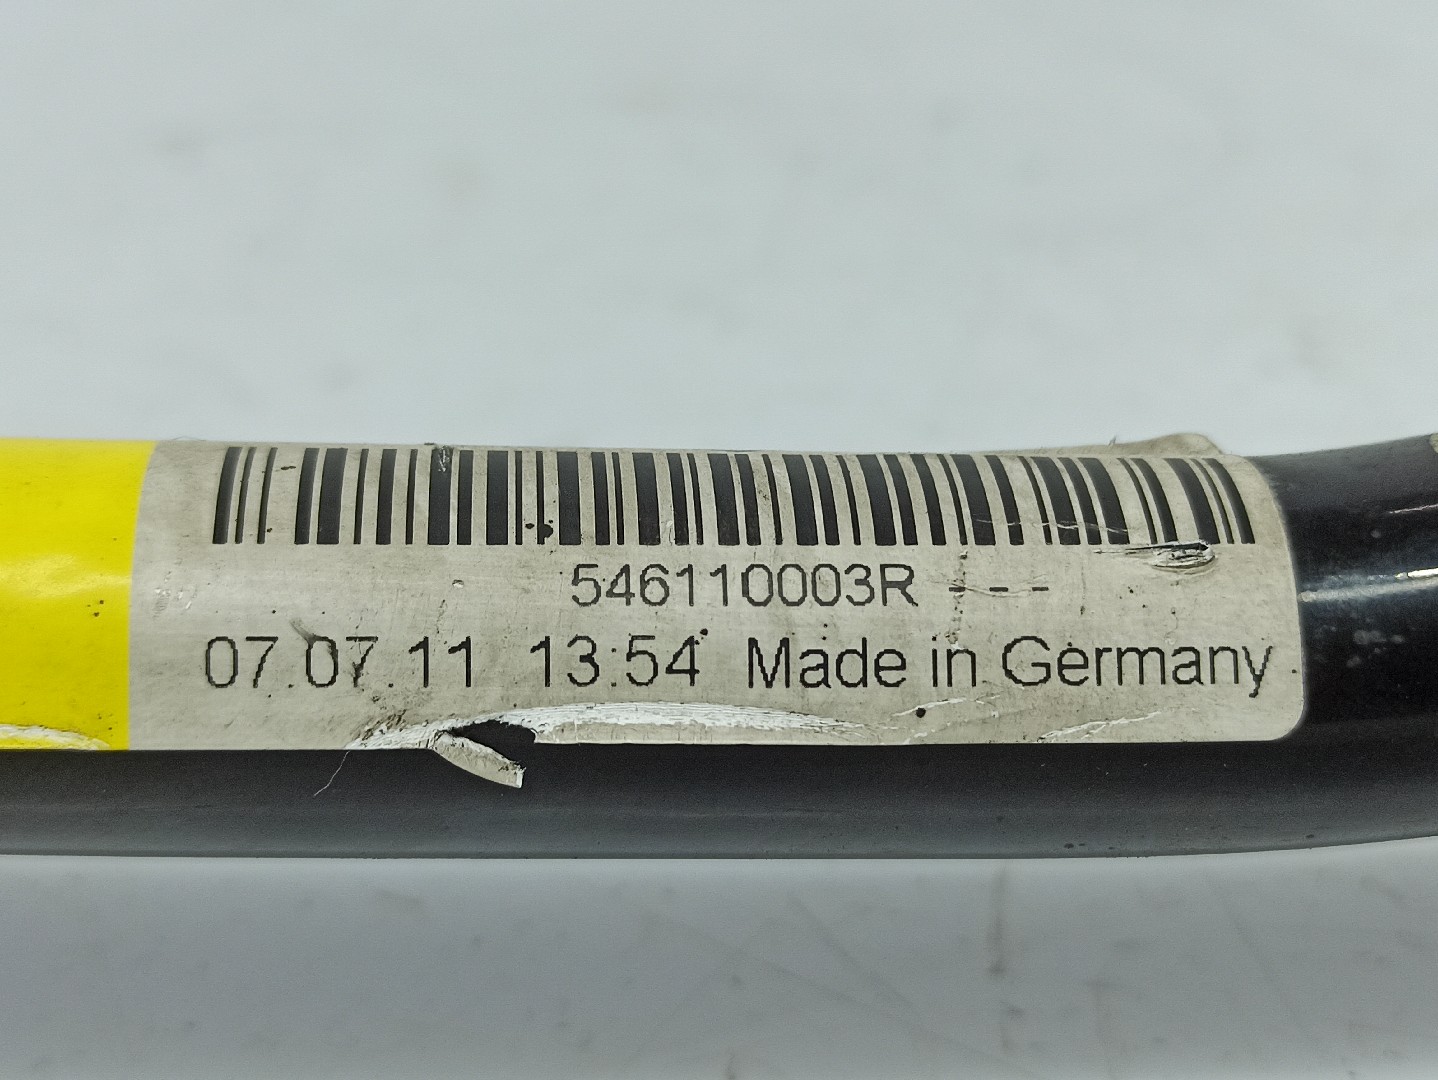 546110003R - - -
07.07.11 13:54 Made in Germany